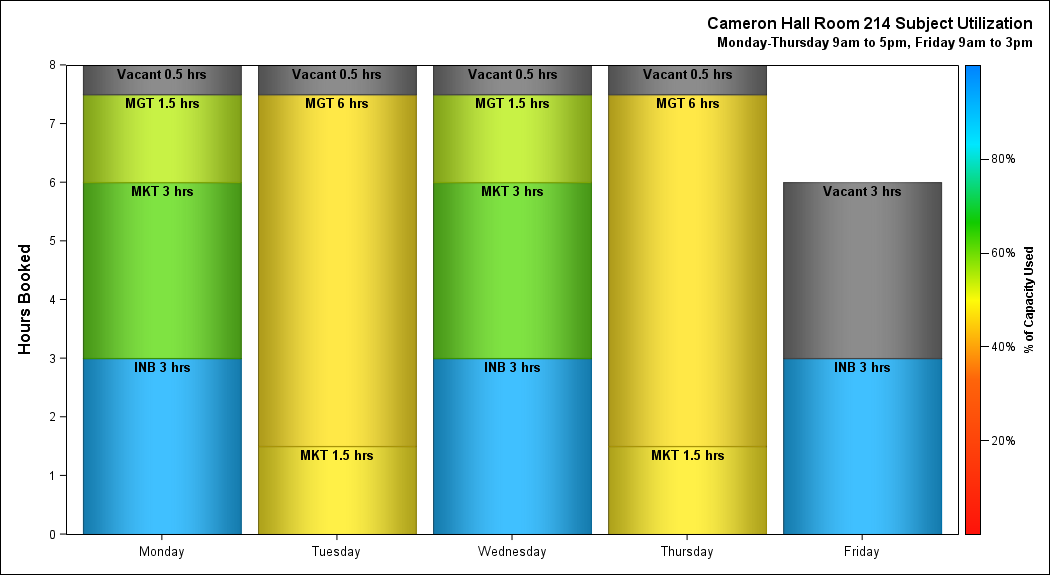 Cameron Hall Room 214 Subject Utilization
Monday-Thursday 9am to 5pm, Friday 9am to 3pm
Hours Booked
8
7
6
5
4
3
2
1
0
Vacant 0.5 hrs
MGT 1.5 hrs
MKT 3 hrs
INB 3 hrs
Monday
Vacant 0.5 hrs
MGT 6 hrs
MKT 1.5 hrs
Tuesday
Vacant 0.5 hrs
MGT 1.5 hrs
MKT 3 hrs
INB 3 hrs
Wednesday
Vacant 0.5 hrs
MGT 6 hrs
MKT 1.5 hrs
Thursday
Vacant 3 hrs
INB 3 hrs
Friday
80%
60%
40%
20%
% of Capacity Used